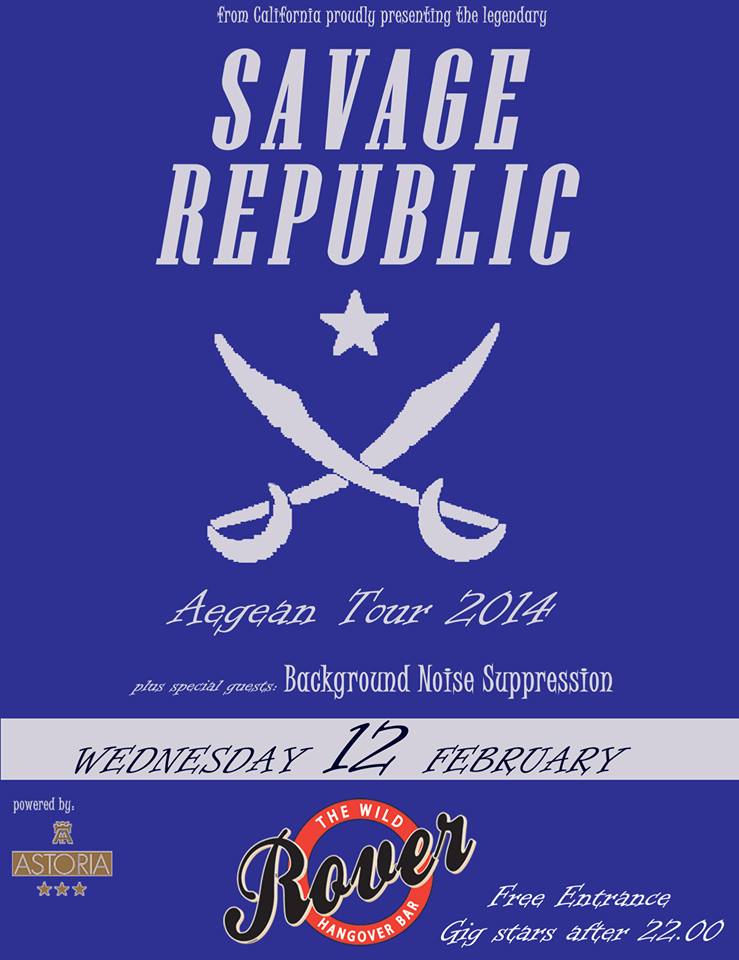 from California proudly presenting the legendary
SAVAGE
REPUBLIC
Aegean Tour 2014
plus special guests: Background Noise Suppression
WEDNESDAY 12 FEBRUARY
powered by:
ASTORIA
THE WILD
Rover
HANGOVER BAR
Free Entrance
Gig stars after 22.00